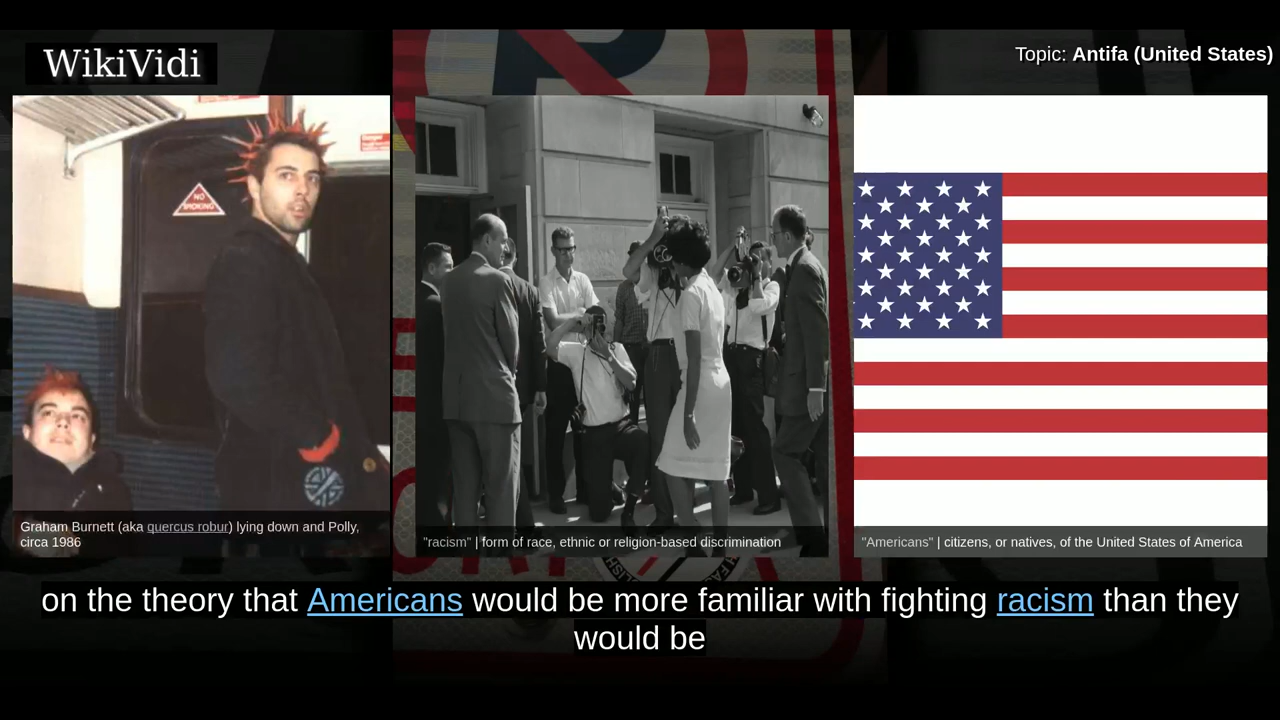 WikiVidi
Topic: Antifa (United States)
NO
SMOKING
Graham Burnett (aka quercus robur) lying down and Polly,
circa 1986
"racism" | form of race, ethnic or religion-based discrimination
"Americans" | citizens, or natives, of the United States of America
on the theory that Americans would be more familiar with fighting racism than they
would be